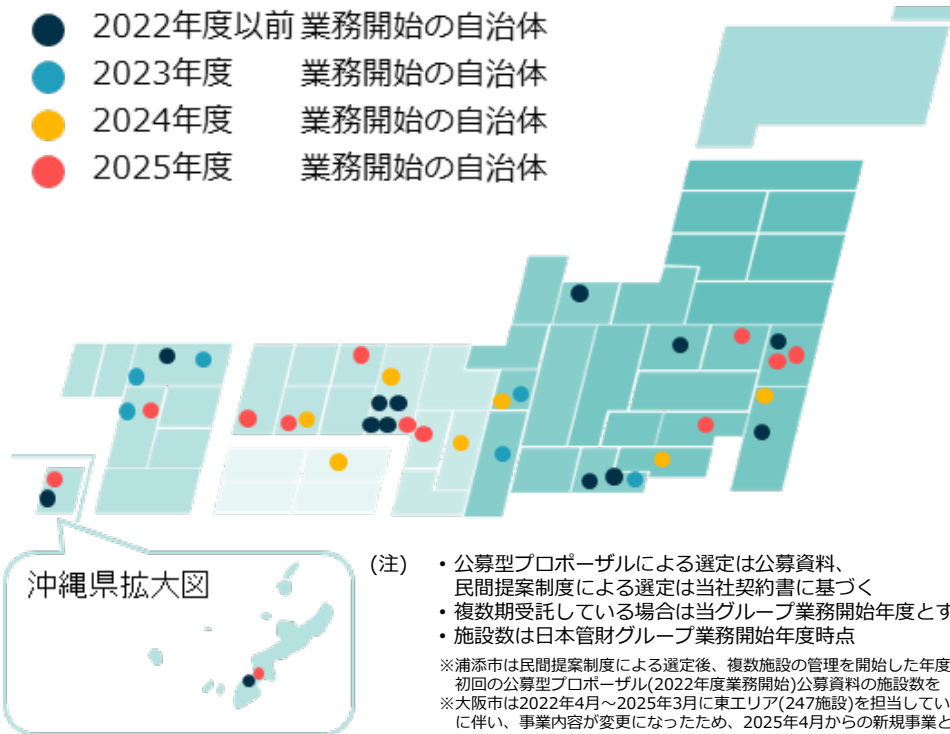 2022年度以前 業務開始の自治体
2023年度 業務開始の自治体
2024年度 業務開始の自治体
2025年度 業務開始の自治体
沖縄県拡大図
(注) ・公募型プロポーザルによる選定は公募資料、
民間提案制度による選定は当社契約書に基づく
・複数期受託している場合は当グループ業務開始年度とす
・施設数は日本管財グループ業務開始年度時点
※浦添市は民間提案制度による選定後、複数施設の管理を開始した年度
初回の公募型プロポーザル(2022年度業務開始)公募資料の施設数を
※大阪市は2022年4月～2025年3月に東エリア(247施設)を担当してい
に伴い、事業内容が変更になったため、2025年4月からの新規事業と